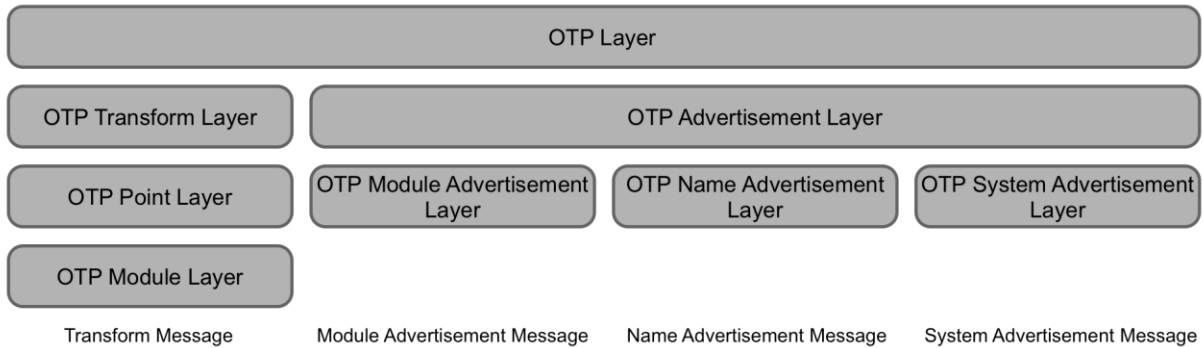 OTP Layer
OTP Transform Layer
OTP Advertisement Layer
OTP Point Layer
OTP Module Advertisement
Layer
OTP Name Advertisement
Layer
OTP System Advertisement
Layer
OTP Module Layer
Transform Message
Module Advertisement Message
Name Advertisement Message
System Advertisement Message